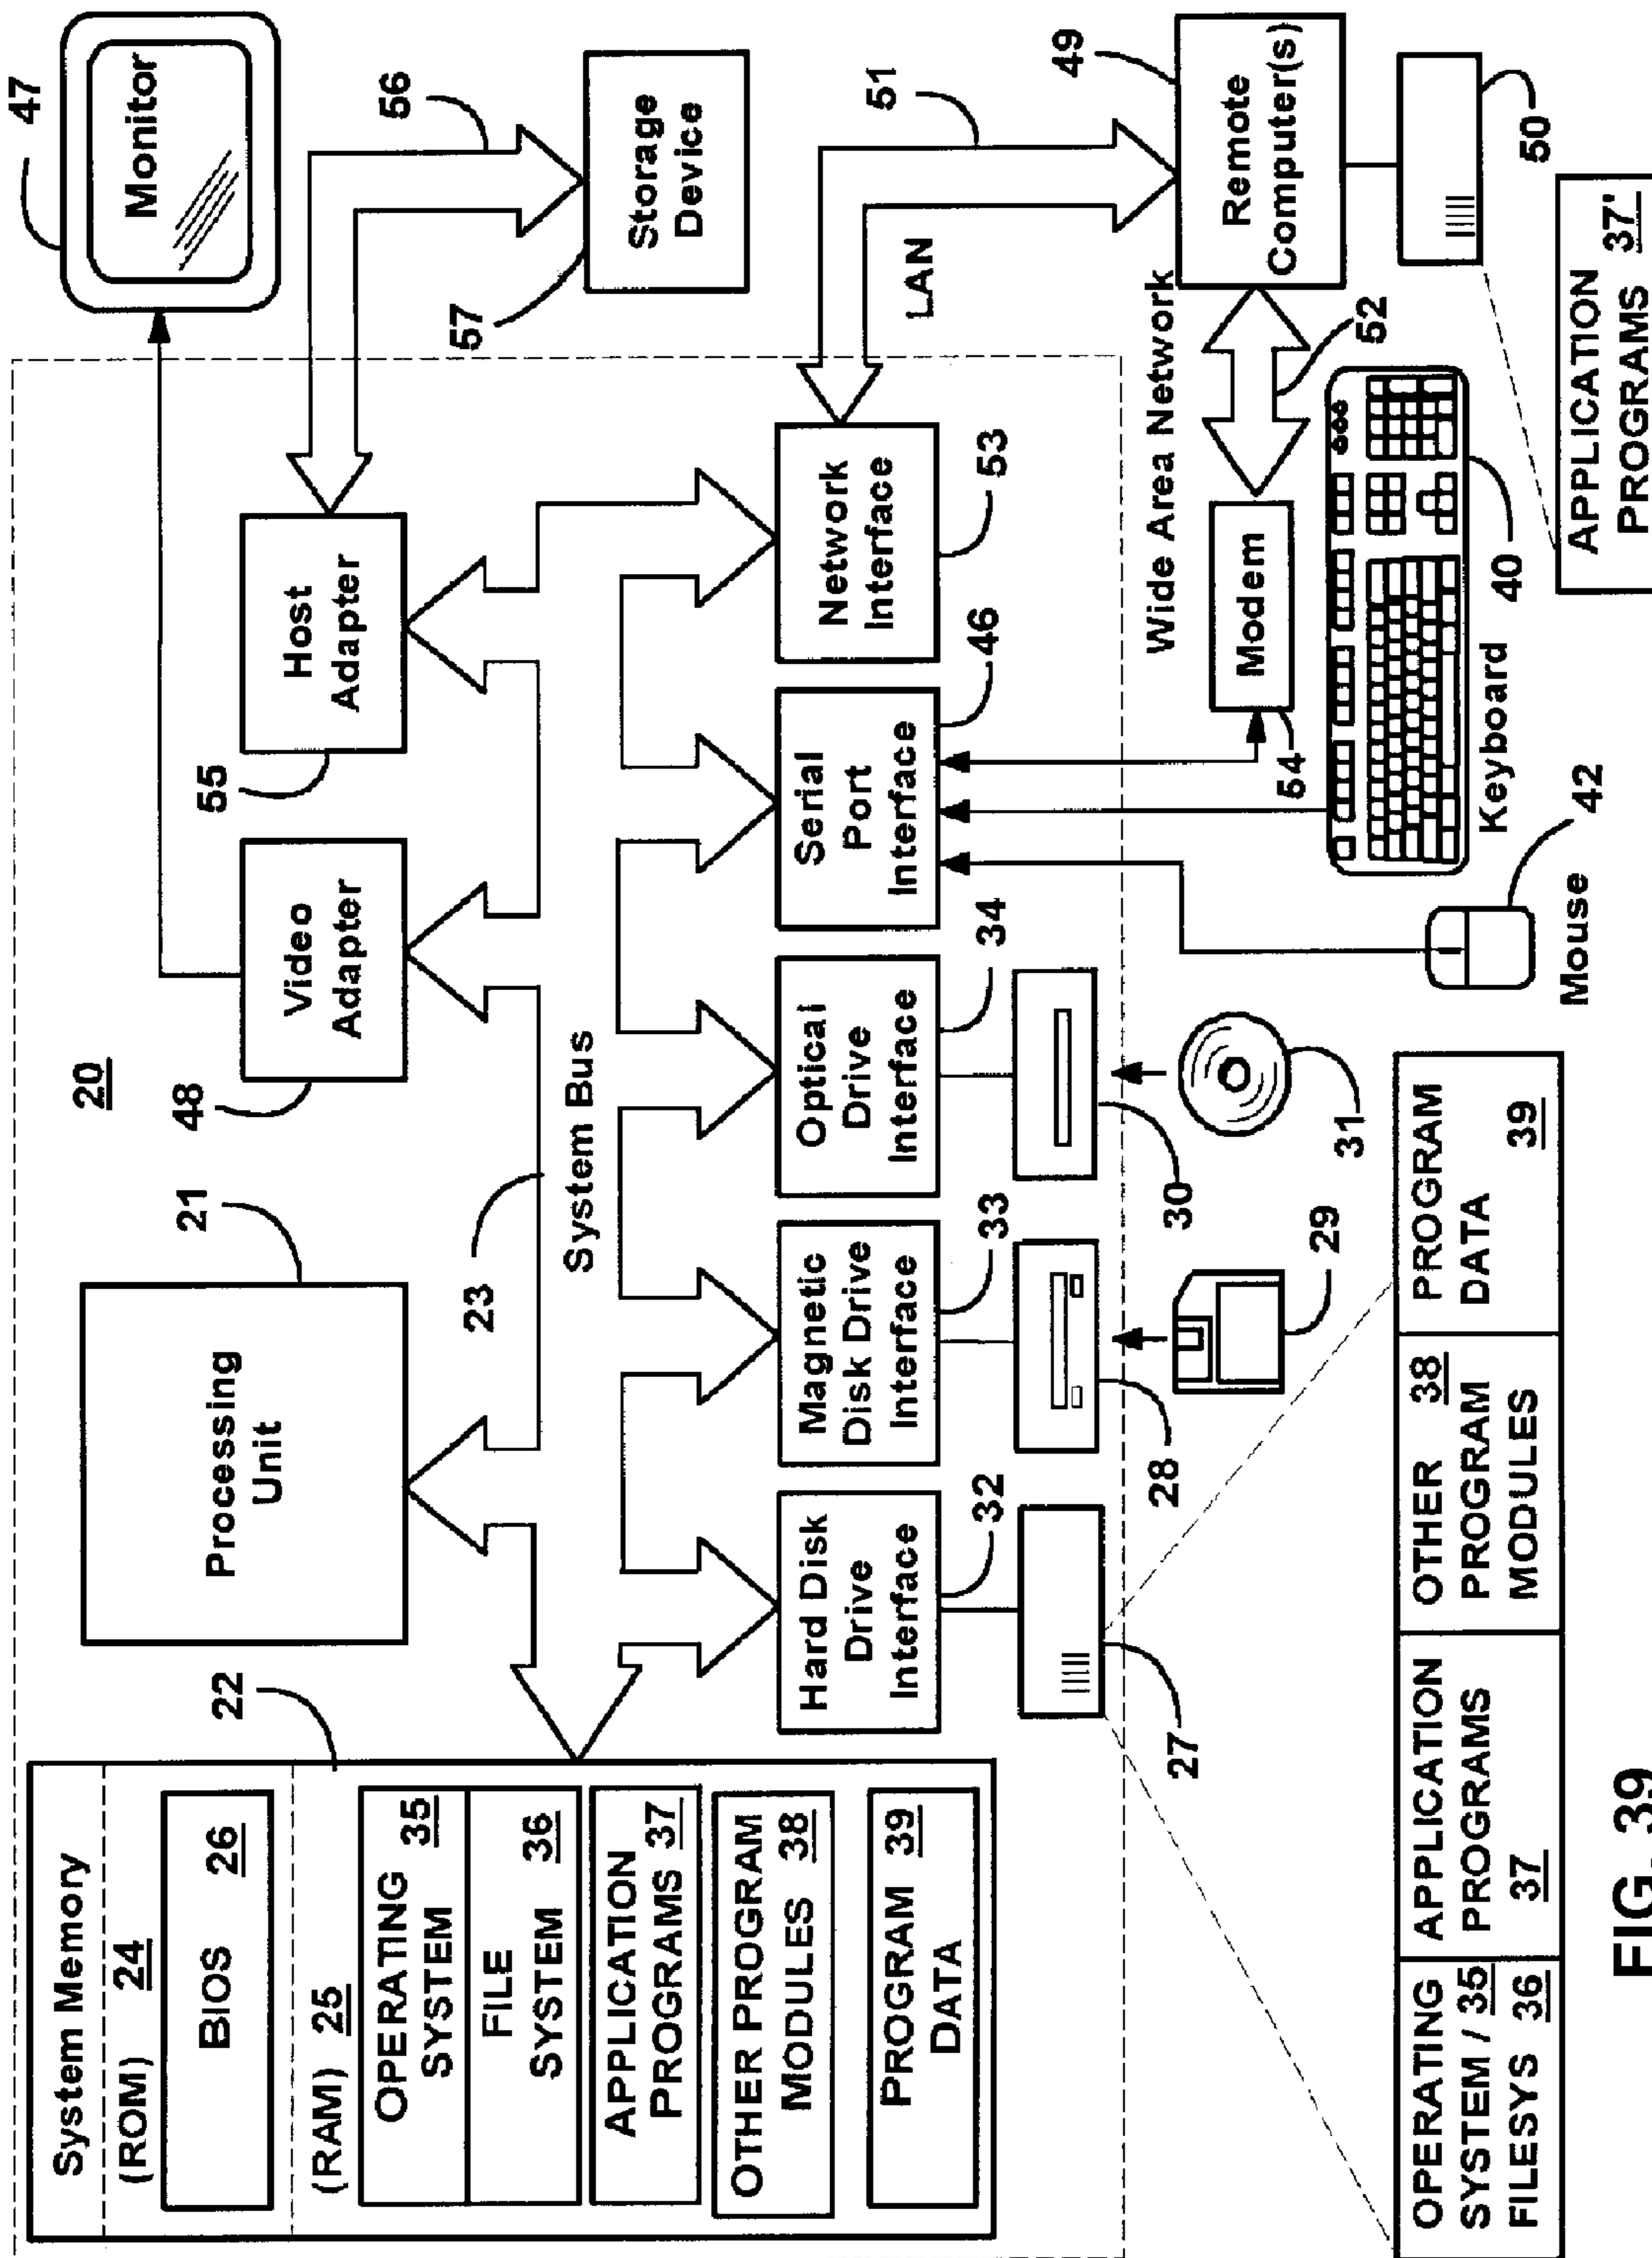 20
System Memory
(ROM) 24
BIOS 26
22
(RAM) 25
OPERATING
SYSTEM 35
FILE
SYSTEM 36
APPLICATION
PROGRAMS 37
OTHER PROGRAM
MODULES 38
PROGRAM 39
DATA
Processing
Unit
21
48
Video
Adapter
55
Host
Adapter
47
Monitor
56
57
Storage
Device
23
System Bus
Hard Disk
Drive
Interface
32
Magnetic
Disk Drive
Interface
33
Optical
Drive
Interface
34
Serial
Port
Interface
46
Network
Interface
53
LAN
51
49
Remote
Computer(s)
50
Wide Area Network
52
Modem
54
27
28
29
30
31
40
Keyboard
42
Mouse
OPERATING
SYSTEM / 35
FILESYS 36
APPLICATION
PROGRAMS
37
OTHER 38
PROGRAM
MODULES
PROGRAM
DATA
39
APPLICATION
PROGRAMS 37'
FIG. 39